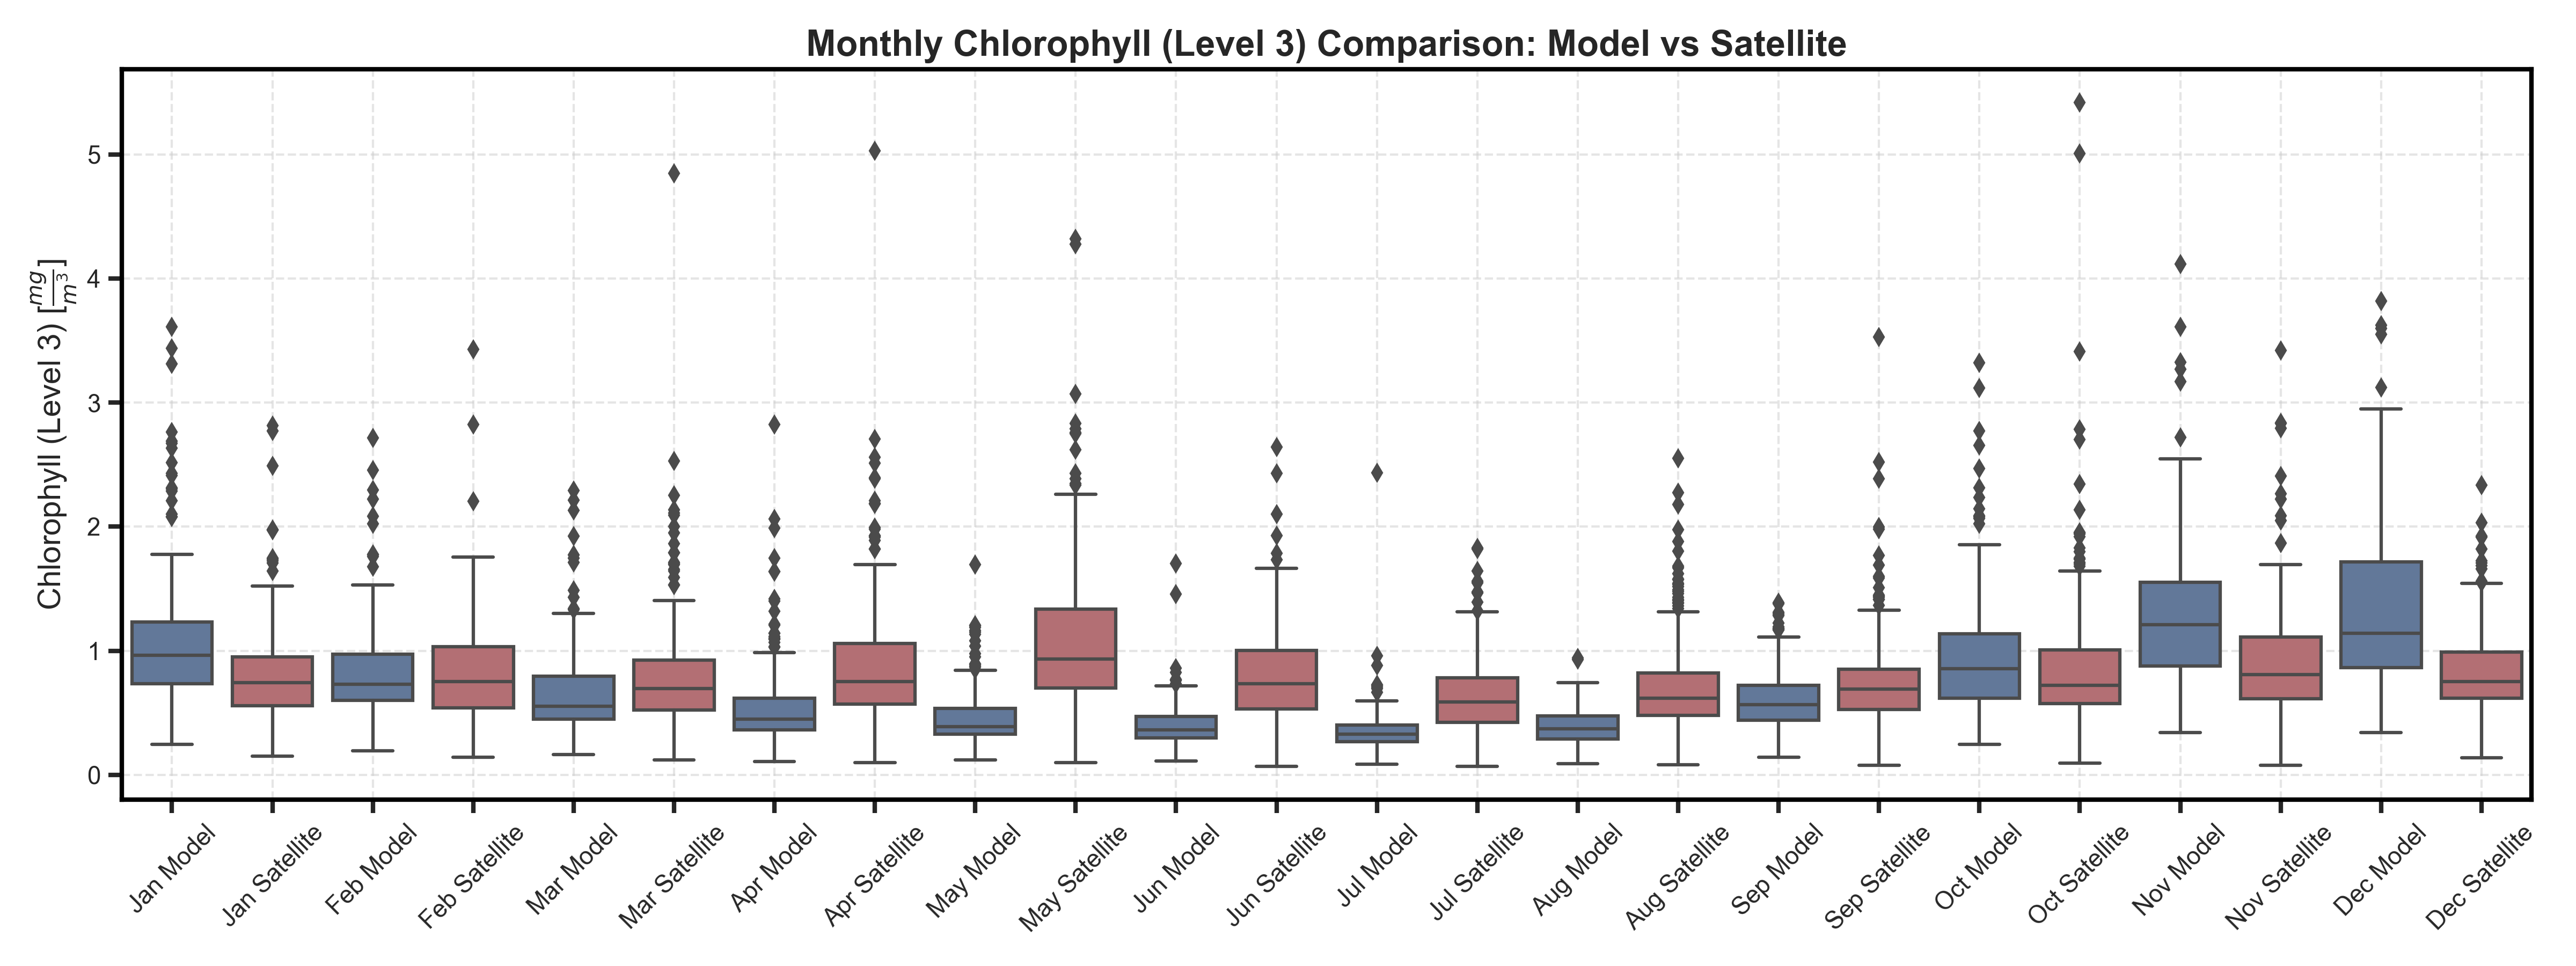 Monthly Chlorophyll (Level 3) Comparison: Model vs Satellite
Chlorophyll (Level 3) [mg/m³]
5
4
3
2
1
0
Jan Model
Jan Satellite
Feb Model
Feb Satellite
Mar Model
Mar Satellite
Apr Model
Apr Satellite
May Model
May Satellite
Jun Model
Jun Satellite
Jul Model
Jul Satellite
Aug Model
Aug Satellite
Sep Model
Sep Satellite
Oct Model
Oct Satellite
Nov Model
Nov Satellite
Dec Model
Dec Satellite